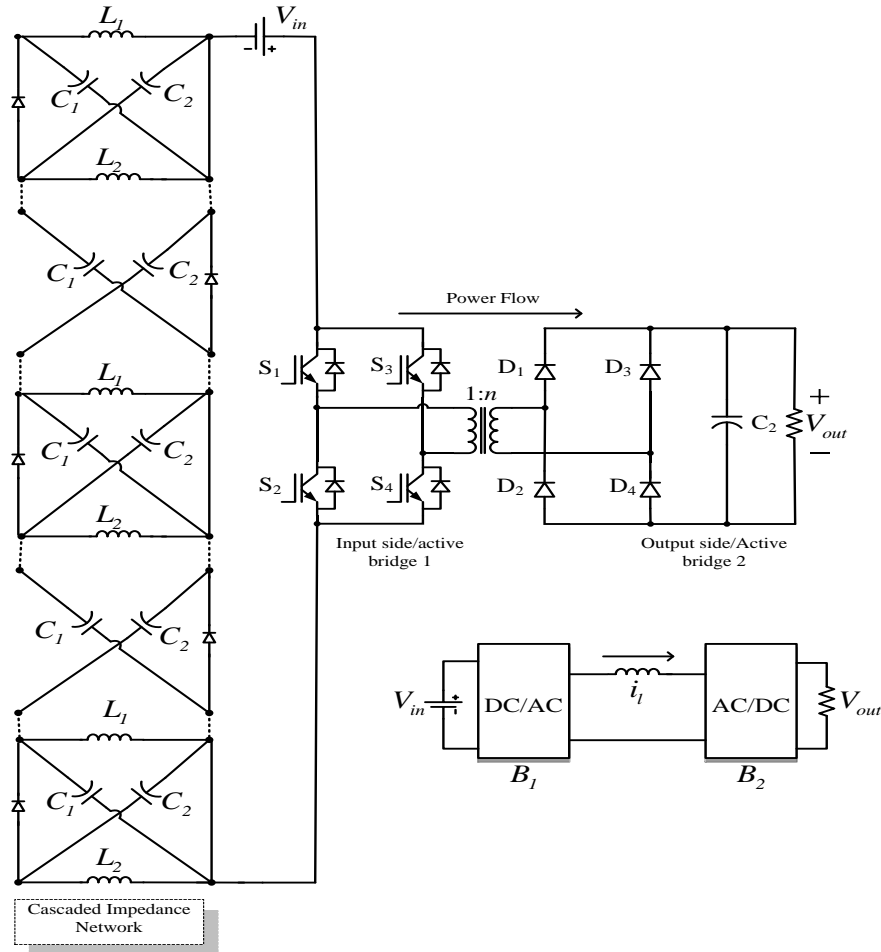 L1
Vin
C1
C2
L2
C1
C2
Power Flow
S1
S3
1:n
D1
D3
L1
C1
C2
C2
+
Vout
−
S2
S4
D2
D4
L2
Input side/active
bridge 1
Output side/Active
bridge 2
C1
C2
Vin
DC/AC
il
AC/DC
Vout
B1
B2
L1
C1
C2
L2
Cascaded Impedance
Network